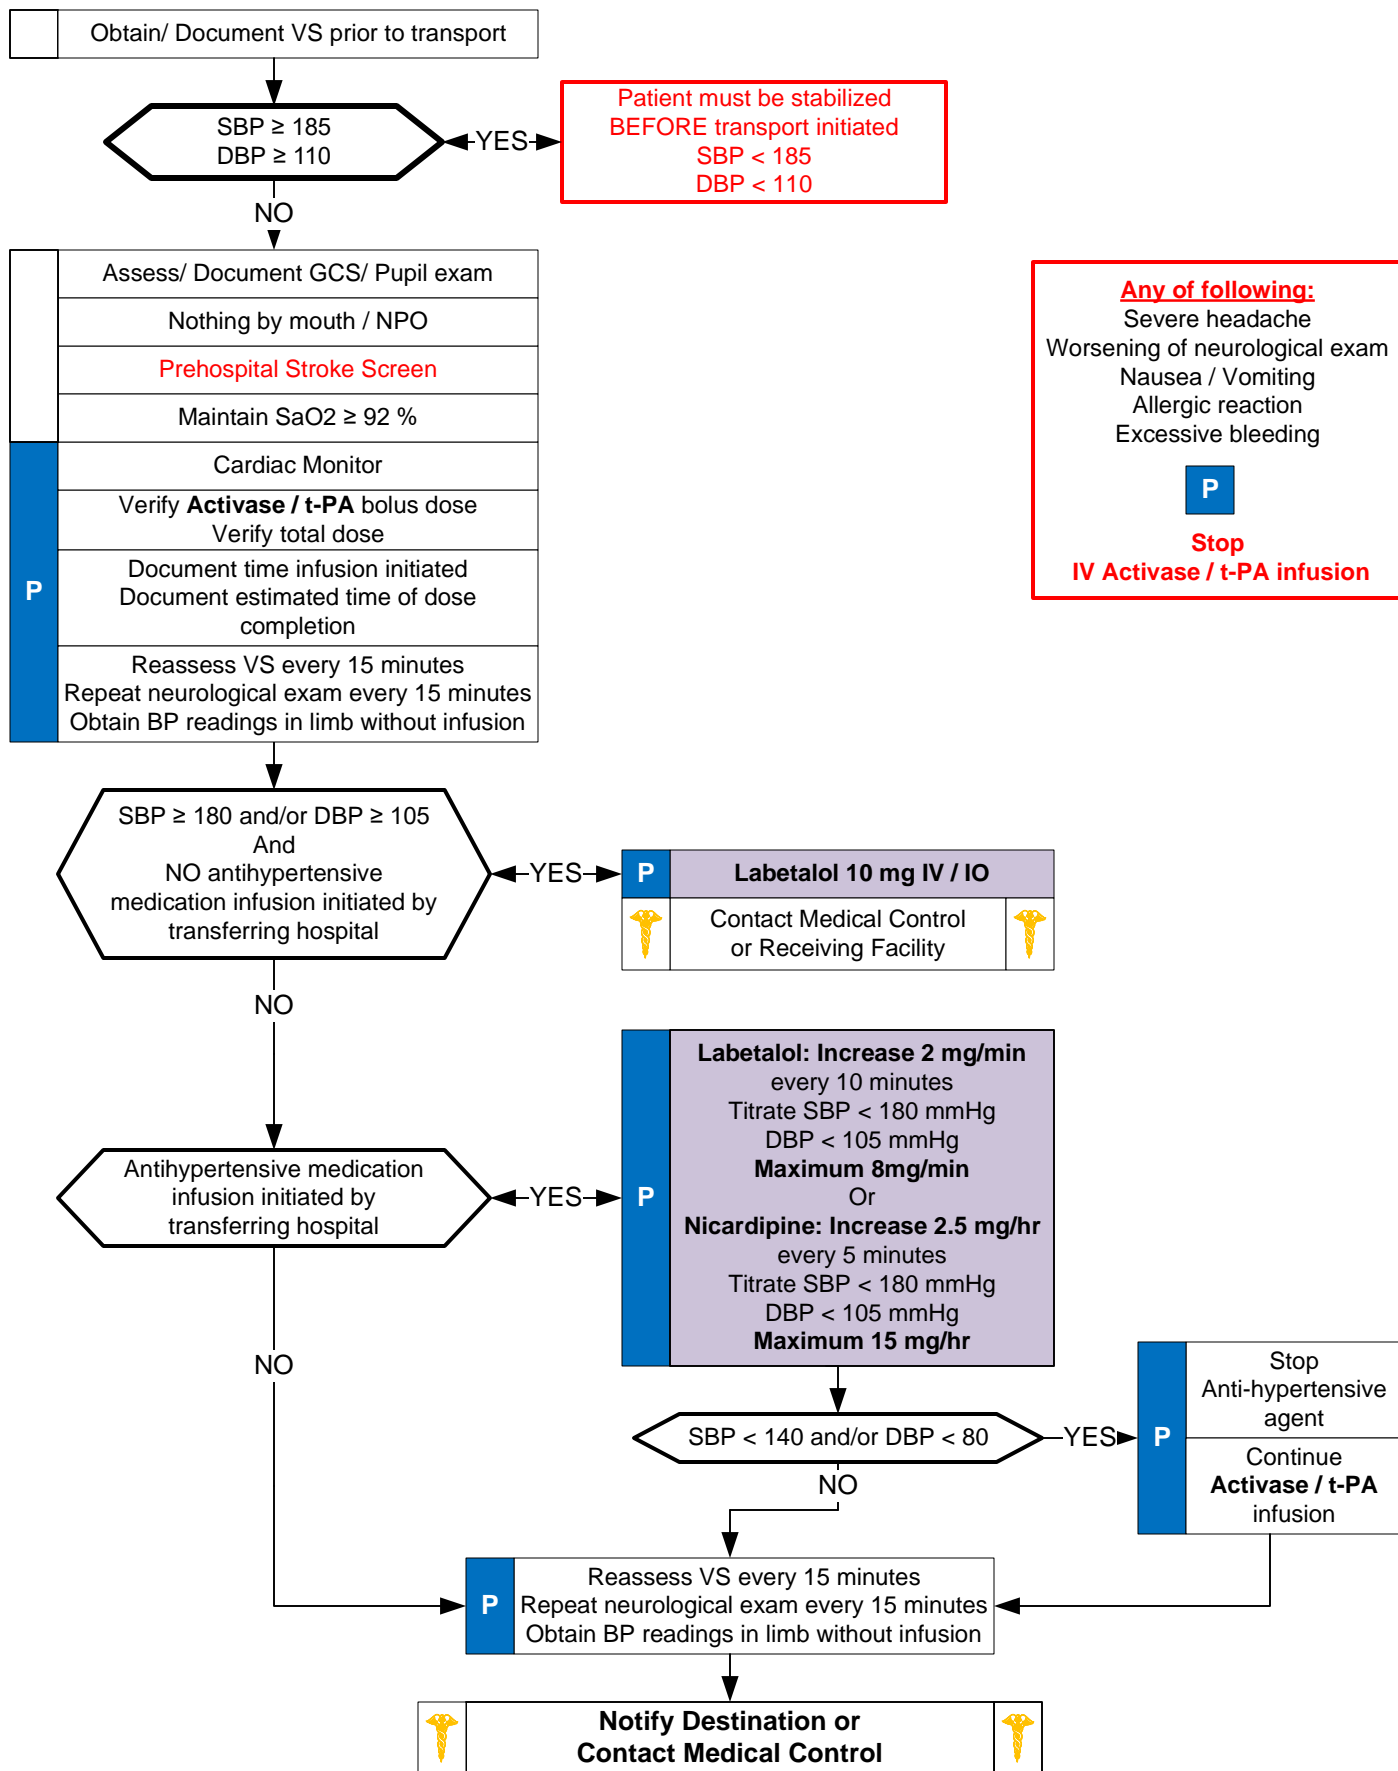 Obtain/ Document VS prior to transport
SBP ≥ 185
DBP ≥ 110
YES
Patient must be stabilized
BEFORE transport initiated
SBP < 185
DBP < 110
NO
Assess/ Document GCS/ Pupil exam
Nothing by mouth / NPO
Prehospital Stroke Screen
Maintain SaO2 ≥ 92 %
P
Cardiac Monitor
Verify Activase / t-PA bolus dose
Verify total dose
Document time infusion initiated
Document estimated time of dose
completion
Reassess VS every 15 minutes
Repeat neurological exam every 15 minutes
Obtain BP readings in limb without infusion
Any of following:
Severe headache
Worsening of neurological exam
Nausea / Vomiting
Allergic reaction
Excessive bleeding
P
Stop
IV Activase / t-PA infusion
SBP ≥ 180 and/or DBP ≥ 105
And
NO antihypertensive
medication infusion initiated by
transferring hospital
YES
P
Labetalol 10 mg IV / IO
Contact Medical Control
or Receiving Facility
NO
Antihypertensive medication
infusion initiated by
transferring hospital
YES
P
Labetalol: Increase 2 mg/min
every 10 minutes
Titrate SBP < 180 mmHg
DBP < 105 mmHg
Maximum 8mg/min
Or
Nicardipine: Increase 2.5 mg/hr
every 5 minutes
Titrate SBP < 180 mmHg
DBP < 105 mmHg
Maximum 15 mg/hr
NO
SBP < 140 and/or DBP < 80
YES
P
Stop
Anti-hypertensive
agent
Continue
Activase / t-PA
infusion
NO
P
Reassess VS every 15 minutes
Repeat neurological exam every 15 minutes
Obtain BP readings in limb without infusion
Notify Destination or
Contact Medical Control